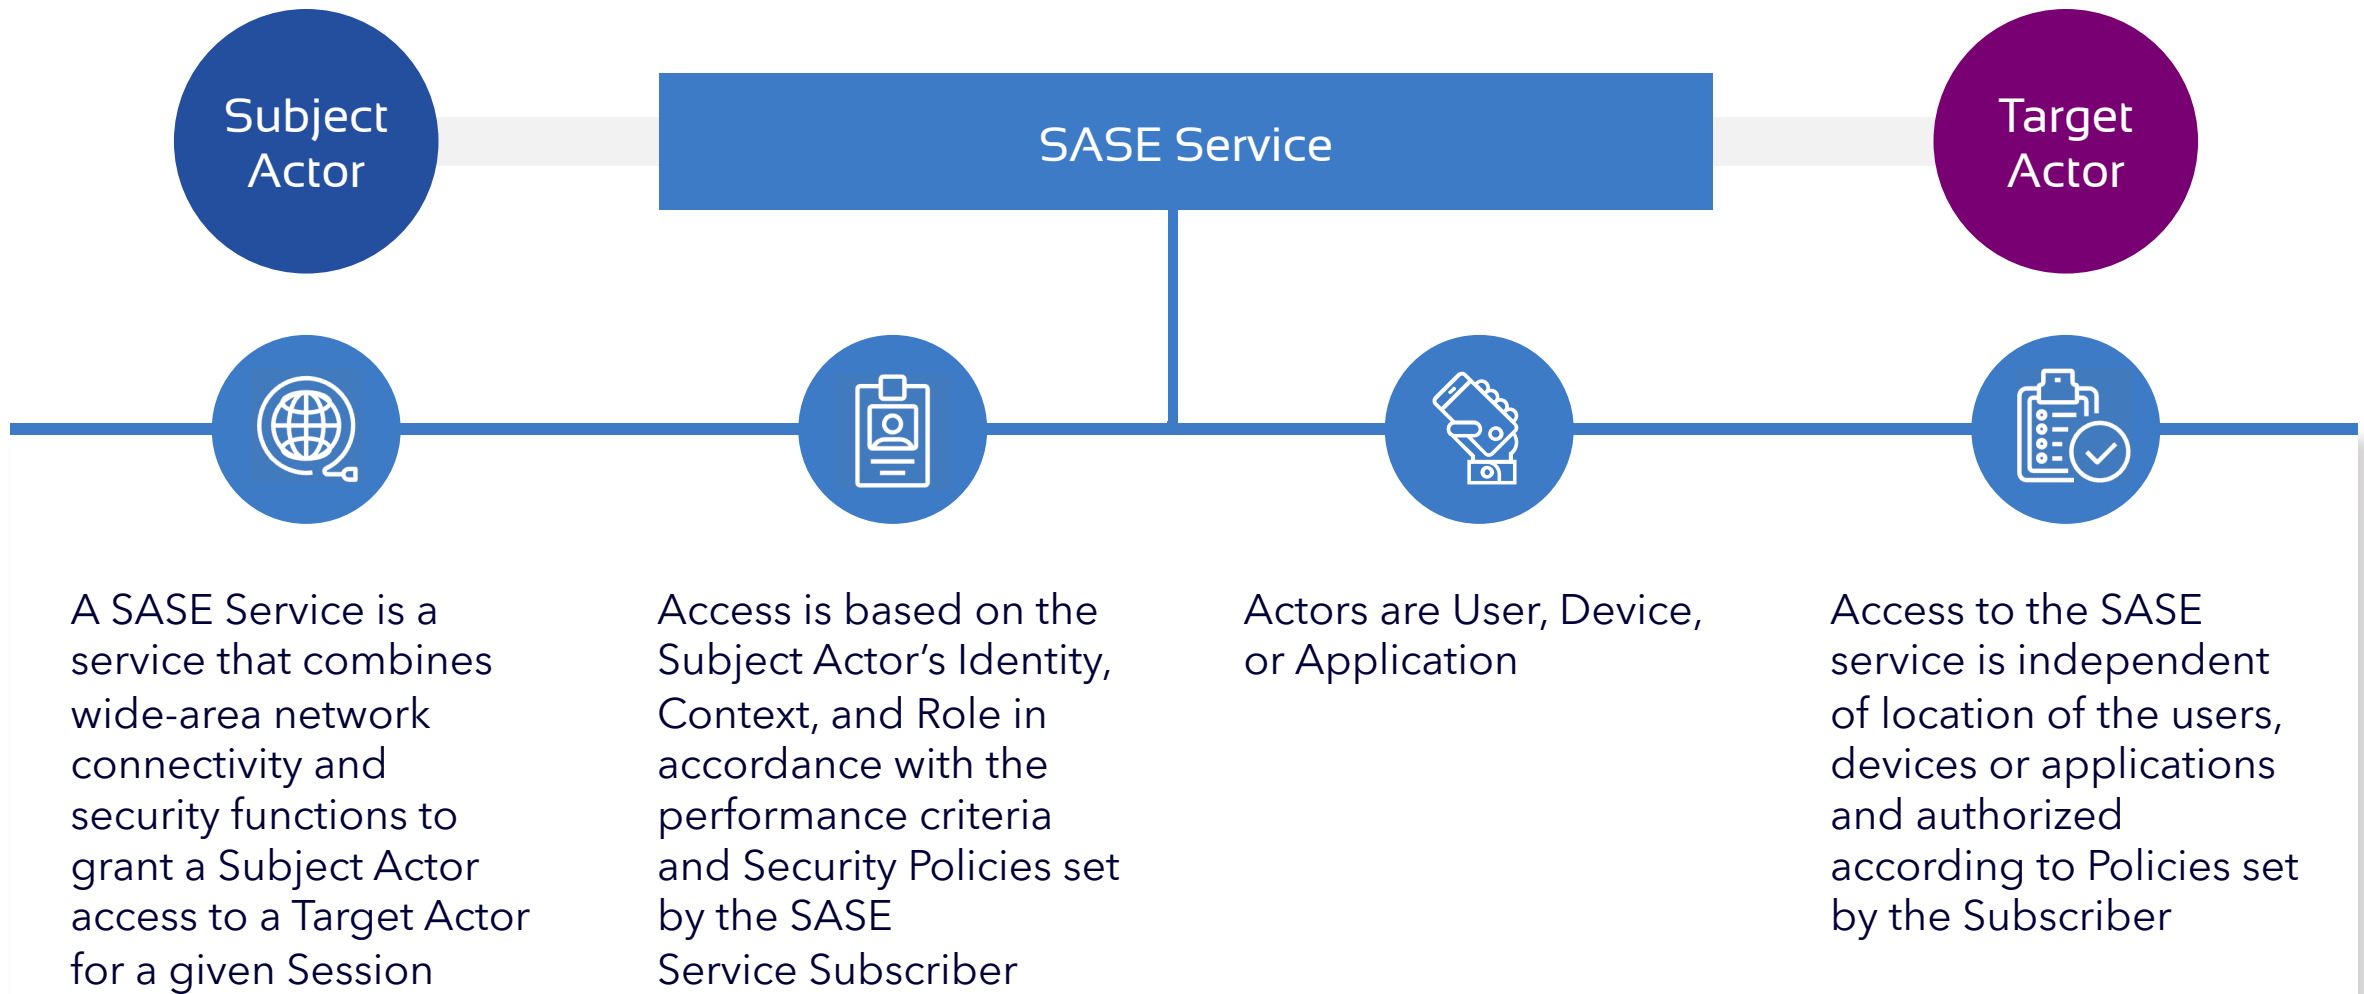 Subject
Actor
SASE Service
Target
Actor
A SASE Service is a
service that combines
wide-area network
connectivity and
security functions to
grant a Subject Actor
access to a Target Actor
for a given Session
Access is based on the
Subject Actor’s Identity,
Context, and Role in
accordance with the
performance criteria
and Security Policies set
by the SASE
Service Subscriber
Actors are User, Device,
or Application
Access to the SASE
service is independent
of location of the users,
devices or applications
and authorized
according to Policies set
by the Subscriber